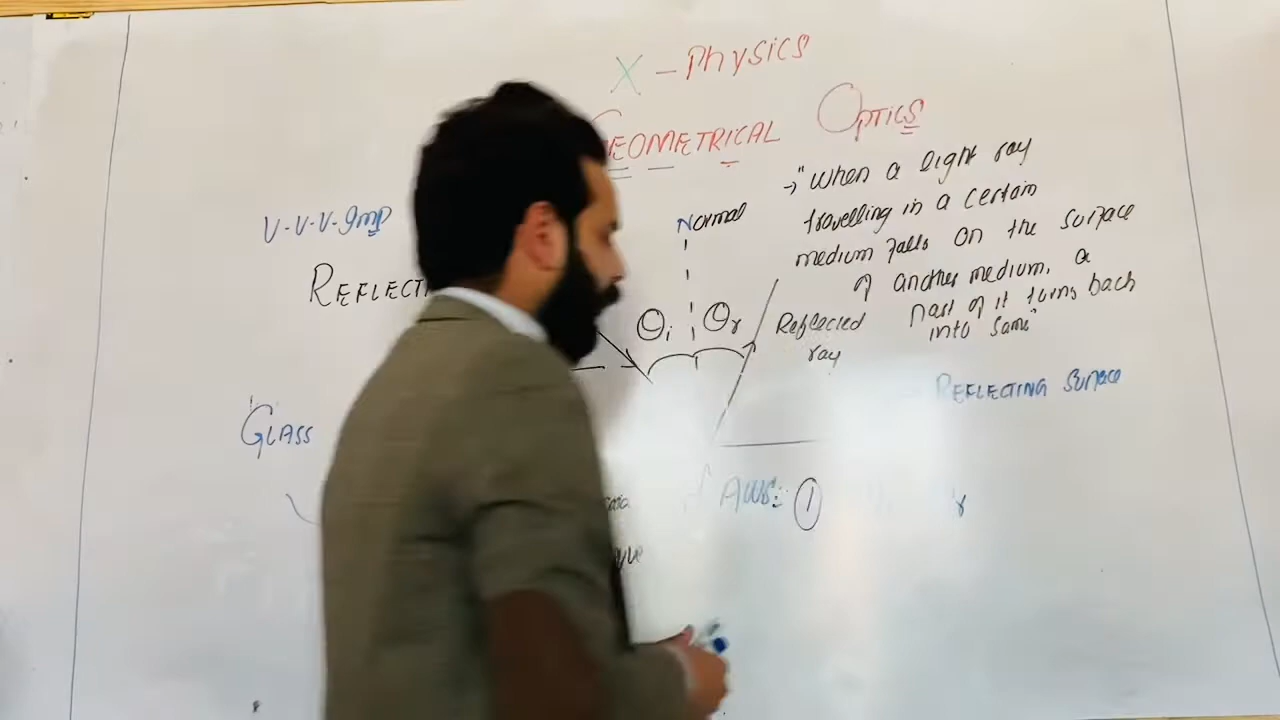 X - Physics
GEOMETRICAL OPTICS
V-V-V-Imp
REFLECT
Normal
θi θr
Reflected
ray
→ "When a light ray
travelling in a certain
medium falls on the surface
of another medium, a
part of it turns back
into same"
REFLECTING Surface
GLASS
LAWS: ①
r